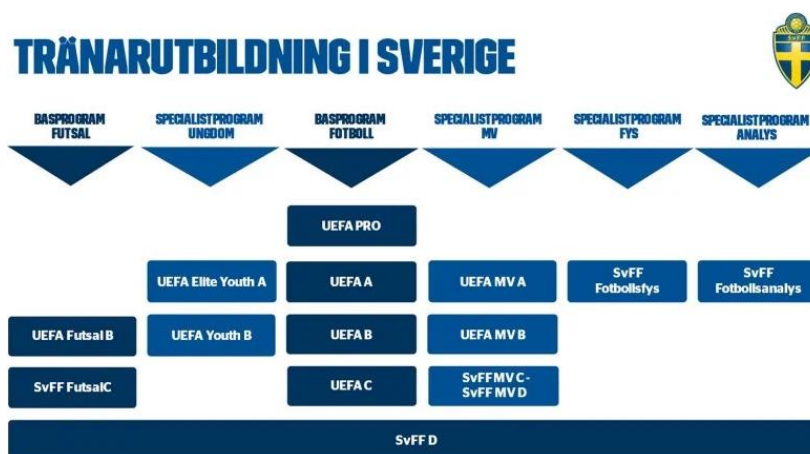 TRÄNARUTBILDNING I SVERIGE
SvFF
BASPROGRAM
FUTSAL
SPECIALISTPROGRAM
UNGDOM
BASPROGRAM
FOTBOLL
SPECIALISTPROGRAM
MV
SPECIALISTPROGRAM
FYS
SPECIALISTPROGRAM
ANALYS
UEFA PRO
UEFA Elite Youth A
UEFA A
UEFA MV A
SvFF
Fotbollsfys
SvFF
Fotbollsanalys
UEFA Futsal B
UEFA Youth B
UEFA B
UEFA MV B
SvFF FutsalC
UEFA C
SvFF MV C -
SvFF MV D
SvFF D